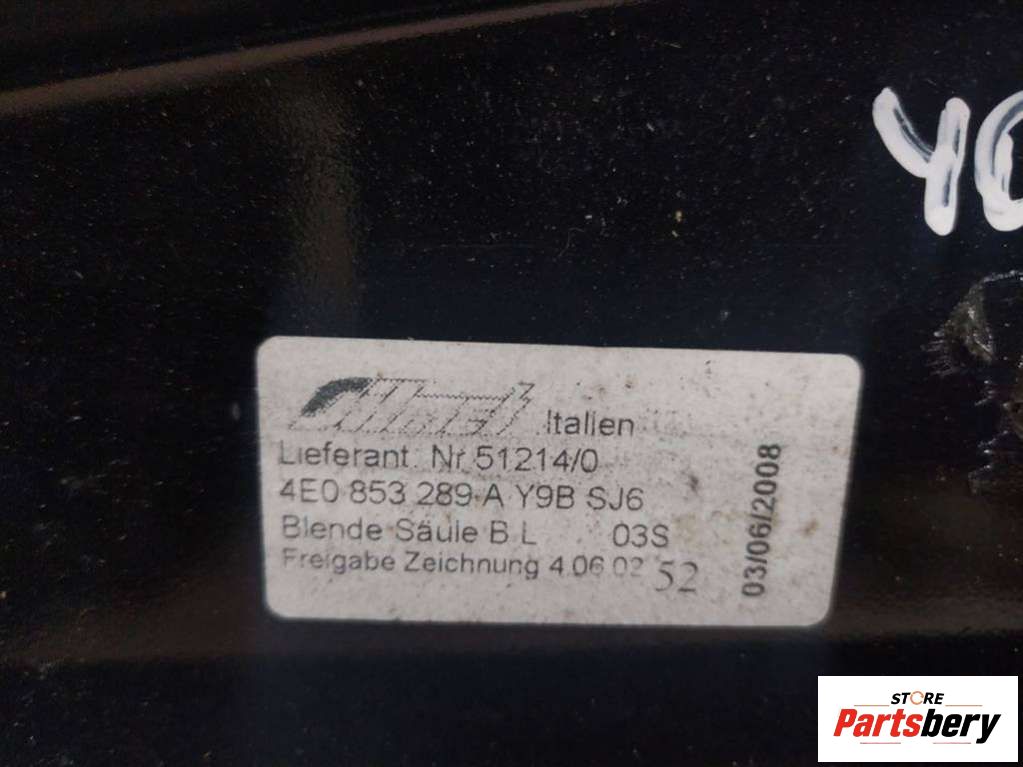 Italien
Lieferant. Nr 51214/0
4E0 853 289 A Y9B SJ6
Blende Säule B L 03S
Freigabe Zeichnung 4.06.02 52
03/06/2008
STORE
Partsbery